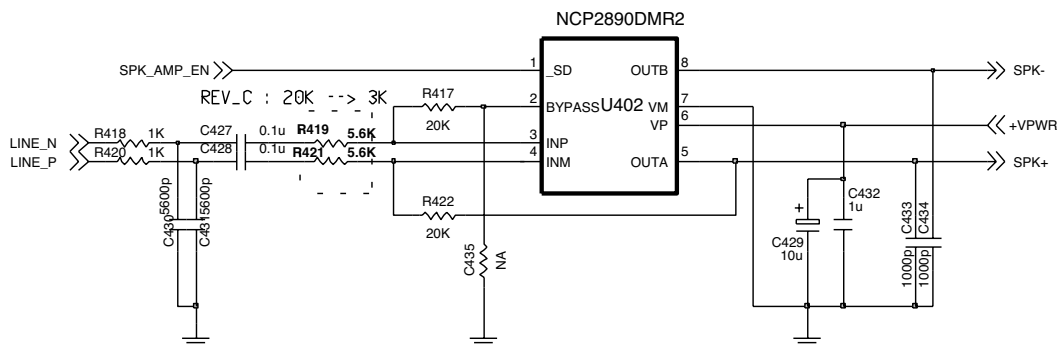 NCP2890DMR2
SPK_AMP_EN
1
_SD
OUTB
8
SPK-
REV_C : 20K --> 3K
R417
20K
2
BYPASS
U402
VM
7
VP
6
+VPWR
LINE_N
R418
1K
C427
0.1u
R419
5.6K
3
INP
LINE_P
R420
1K
C428
0.1u
R421
5.6K
4
INM
OUTA
5
SPK+
R422
20K
C430
5600p
C431
5600p
C435
NA
+
C429
10u
C432
1u
C433
1000p
C434
1000p